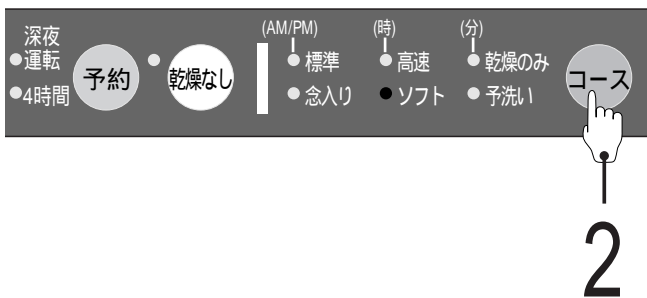 深夜
運転
4時間
予約
乾燥なし
(AM/PM)
(時)
(分)
標準
高速
乾燥のみ
念入り
ソフト
予洗い
コース
2